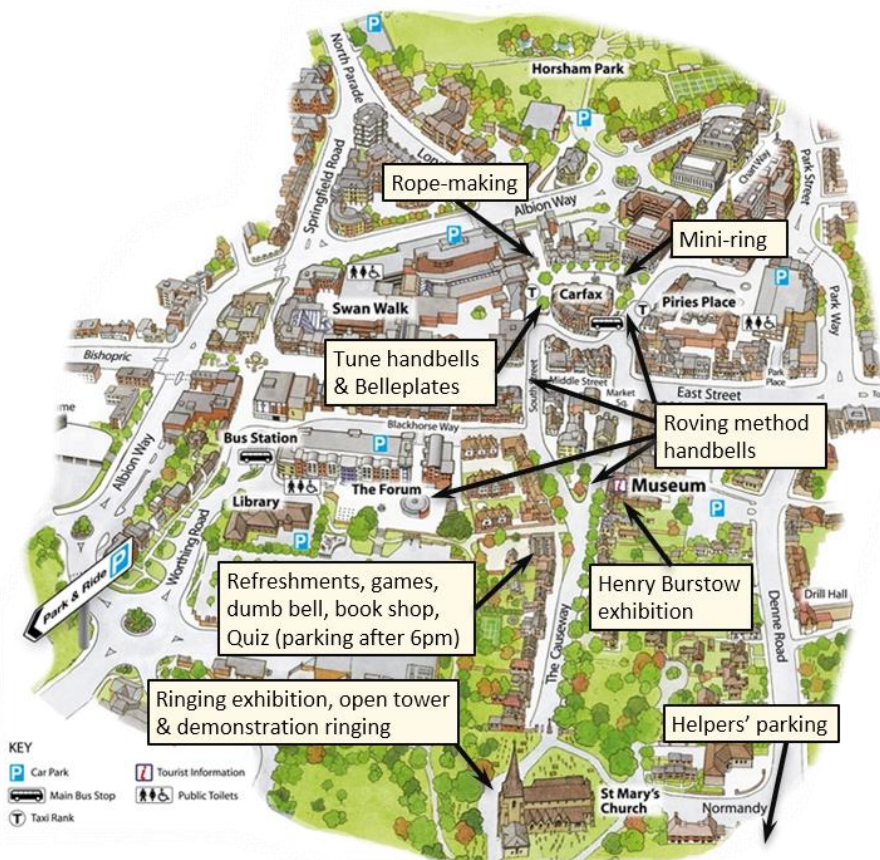 Horsham Park
North Parade
Springfield Road
Rope-making
Albion Way
Chart Way
Park Street
Mini-ring
Swan Walk
Carfax
Piries Place
T
T
Park Way
Bishopric
Tune handbells
& Belleplates
South Street
Middle Street
Market
Sq.
Park
Place
East Street
Blackhorse Way
Roving method
handbells
Bus Station
Albion Way
The Forum
Museum
Library
Worthing Road
Park & Ride P
Refreshments, games,
dumb bell, book shop,
Quiz (parking after 6pm)
Henry Burstow
exhibition
Drill Hall
Denne Road
The Causeway
Ringing exhibition, open tower
& demonstration ringing
Helpers' parking
St Mary's
Church
Normandy
KEY
P Car Park
i Tourist Information
Main Bus Stop
Public Toilets
T Taxi Rank
P
P
P
P
P
P
P
i